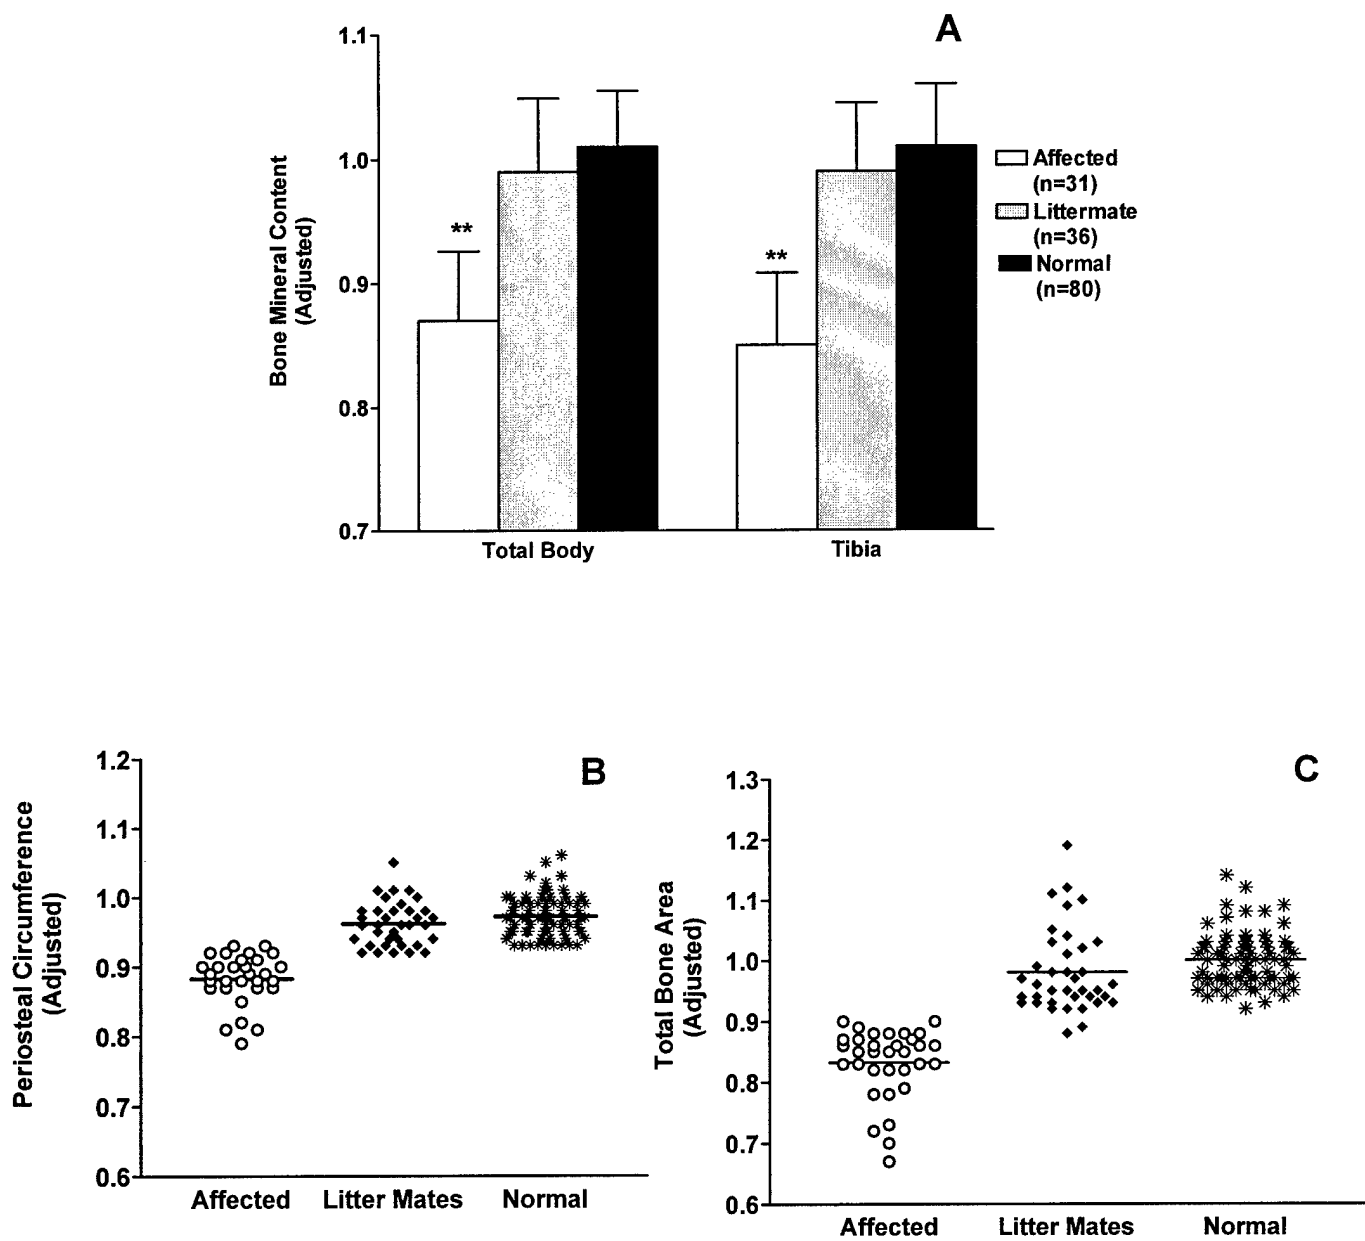 A
1.1
1.0
0.9
0.8
0.7
Bone Mineral Content
(Adjusted)
**
**
Total Body
Tibia
Affected
(n=31)
Littermate
(n=36)
Normal
(n=80)
B
1.2
1.1
1.0
0.9
0.8
0.7
0.6
Periosteal Circumference
(Adjusted)
Affected
Litter Mates
Normal
C
1.3
1.2
1.1
1.0
0.9
0.8
0.7
0.6
Total Bone Area
(Adjusted)
Affected
Litter Mates
Normal